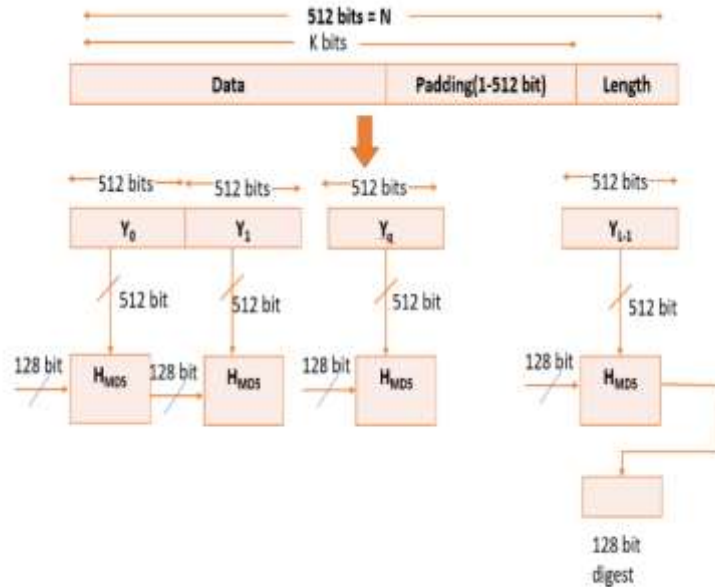 512 bits = N
K bits
Data Padding(1-512 bit) Length
512 bits 512 bits 512 bits 512 bits
Y0 Y1 Yq YL-1
512 bit 512 bit 512 bit 512 bit
128 bit HMD5 128 bit HMD5 128 bit HMD5 128 bit HMD5
128 bit
digest